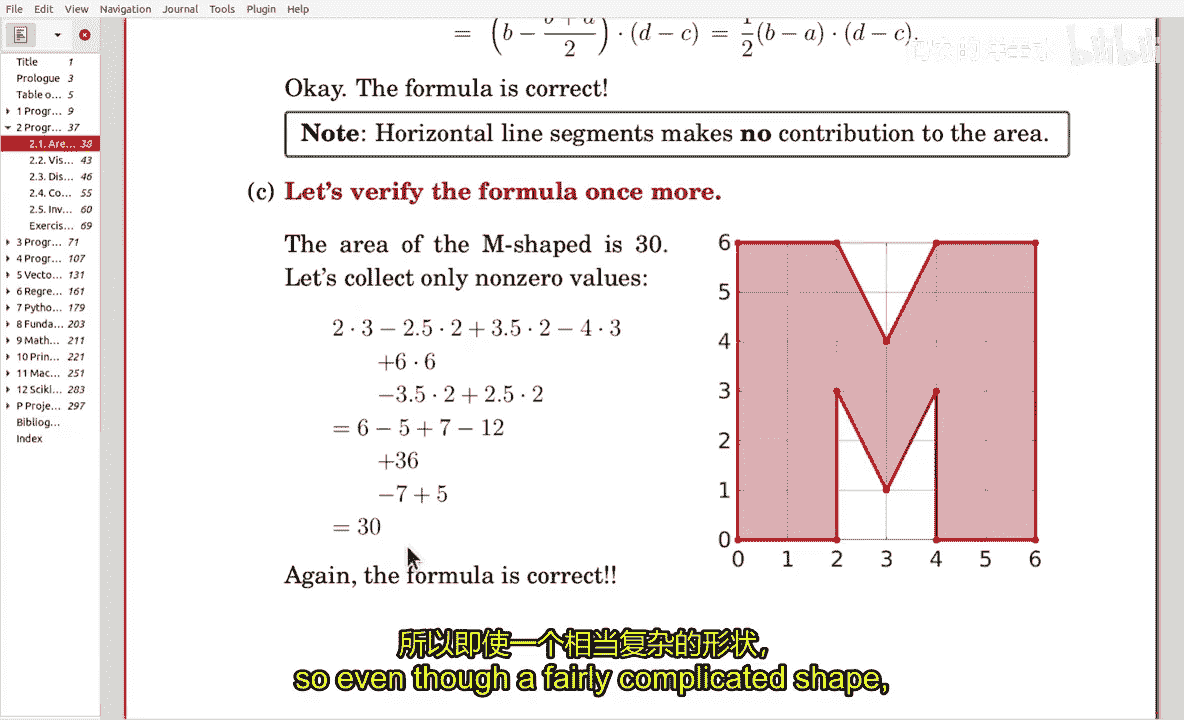 File Edit View Navigation Journal Tools Plugin Help
Title 1
Prologue 3
Table o... 5
1 Progr... 9
2 Progr... 37
2.1. Are... 38
2.2. Vis... 43
2.3. Dis... 46
2.4. Co... 55
2.5. Inv... 60
Exercis... 69
3 Progr... 71
4 Progr... 107
5 Vecto... 131
6 Regre... 161
7 Pytho... 179
8 Funda... 203
9 Math... 211
10 Prin... 221
11 Mac... 251
12 Scikl... 283
P Proje... 297
Bibliog...
Index
= (b − (b + a)/2) · (d − c) = 1/2 (b − a) · (d − c).
Okay. The formula is correct!
Note: Horizontal line segments makes no contribution to the area.
(c) Let's verify the formula once more.
The area of the M-shaped is 30.
Let's collect only nonzero values:
2 · 3 − 2.5 · 2 + 3.5 · 2 − 4 · 3
+6 · 6
−3.5 · 2 + 2.5 · 2
= 6 − 5 + 7 − 12
+36
−7 + 5
= 30
Again, the formula is correct!!
6
5
4
3
2
1
0
0 1 2 3 4 5 6
所以即使一个相当复杂的形状,
so even though a fairly complicated shape,